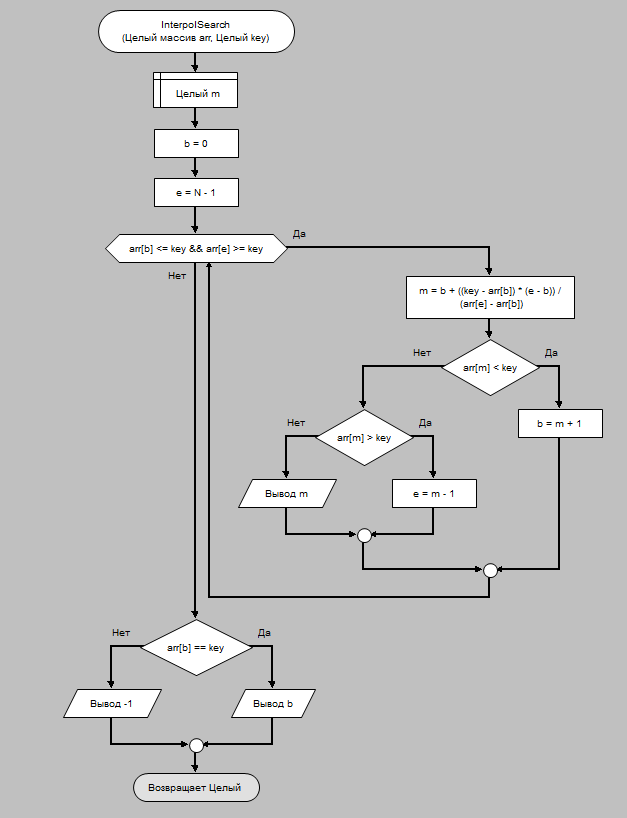 InterpolSearch
(Целый массив arr, Целый key)
Целый m
b = 0
e = N - 1
arr[b] <= key && arr[e] >= key
Да
Нет
m = b + ((key - arr[b]) * (e - b)) /
(arr[e] - arr[b])
Нет
Да
arr[m] < key
b = m + 1
Нет
Да
arr[m] > key
Вывод m
e = m - 1
Нет
Да
arr[b] == key
Вывод -1
Вывод b
Возвращает Целый